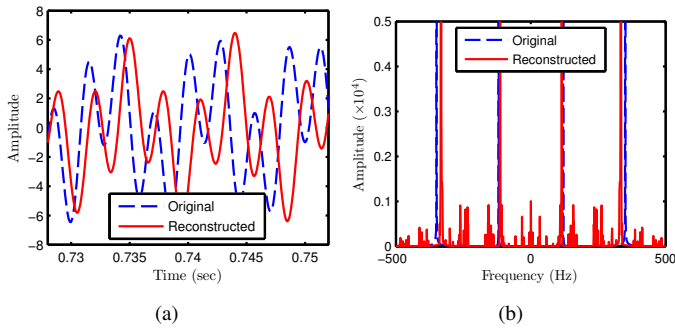 8
6
4
2
0
−2
−4
−6
−8
Amplitude
Original
Reconstructed
0.73
0.735
0.74
0.745
0.75
Time (sec)
(a)
0.5
0.4
0.3
0.2
0.1
0
Amplitude (×10⁴)
Original
Reconstructed
−500
0
500
Frequency (Hz)
(b)